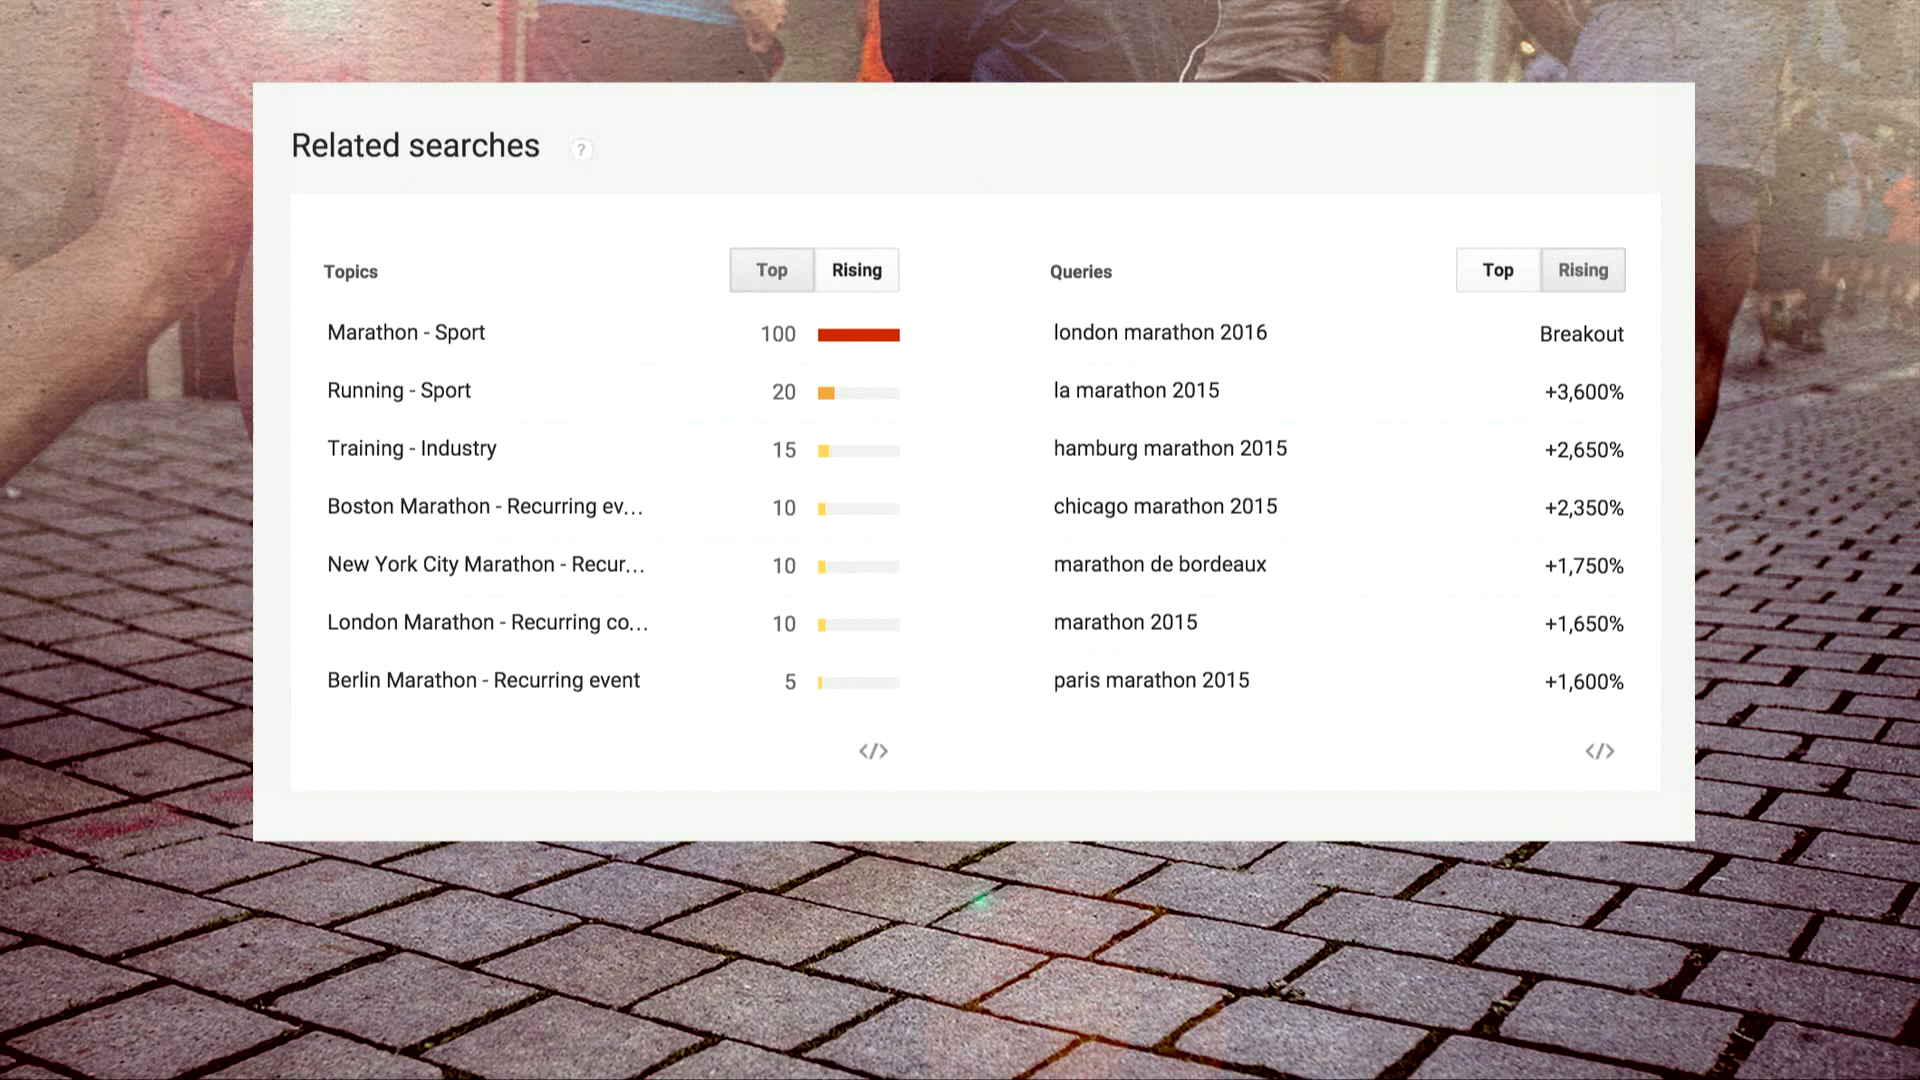 Related searches ?
Topics Top Rising
Marathon - Sport 100
Running - Sport 20
Training - Industry 15
Boston Marathon - Recurring ev... 10
New York City Marathon - Recur... 10
London Marathon - Recurring co... 10
Berlin Marathon - Recurring event 5
</>
Queries Top Rising
london marathon 2016 Breakout
la marathon 2015 +3,600%
hamburg marathon 2015 +2,650%
chicago marathon 2015 +2,350%
marathon de bordeaux +1,750%
marathon 2015 +1,650%
paris marathon 2015 +1,600%
</>